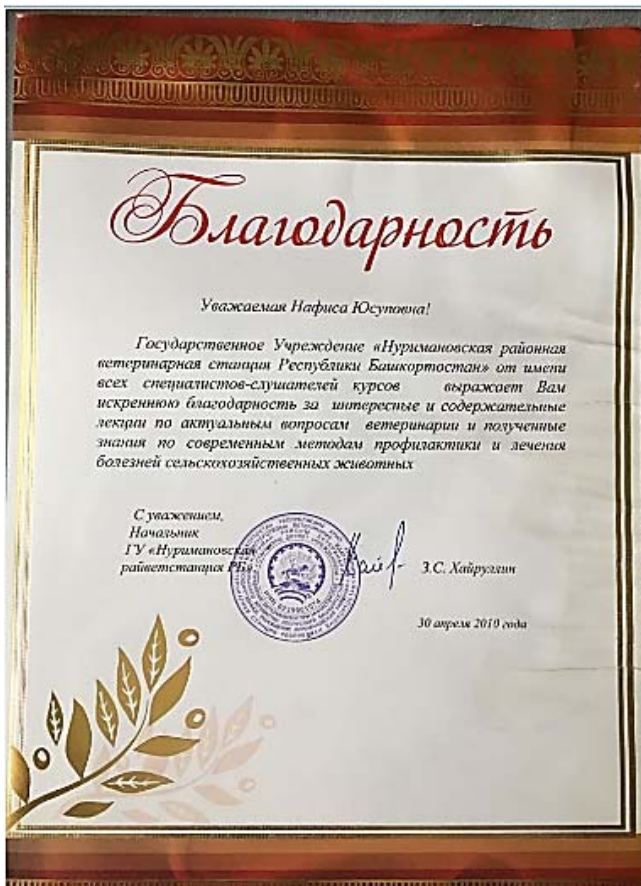 Благодарность
Уважаемая Нафиса Юсуповна!
Государственное Учреждение «Нуримановская районная
ветеринарная станция Республики Башкортостан» от имени
всех специалистов-слушателей курсов выражает Вам
искреннюю благодарность за интересные и содержательные
лекции по актуальным вопросам ветеринарии и полученные
знания по современным методам профилактики и лечения
болезней сельскохозяйственных животных
С уважением,
Начальник
ГУ «Нуримановская
райветстанция РБ»
З.С. Хайруллин
30 апреля 2010 года